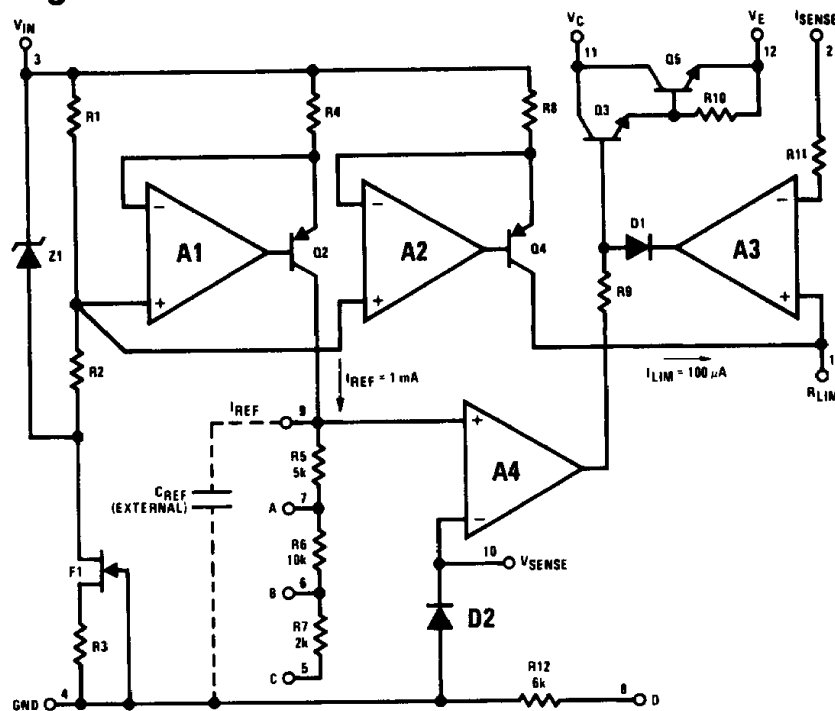 VIN
3
VC
11
VE
12
ISENSE
2
Q5
R1
R4
R8
Q3
R10
R11
−
−
D1
−
Z1
A1
Q2
A2
Q4
A3
+
+
R9
+
R2
IREF = 1 mA
ILIM = 100 μA
1
RLIM
IREF
9
+
R5
5k
A4
CREF
(EXTERNAL)
A
7
−
R6
10k
10
VSENSE
F1
B
6
D2
R7
2k
R3
C
5
R12
6k
GND
4
8
D